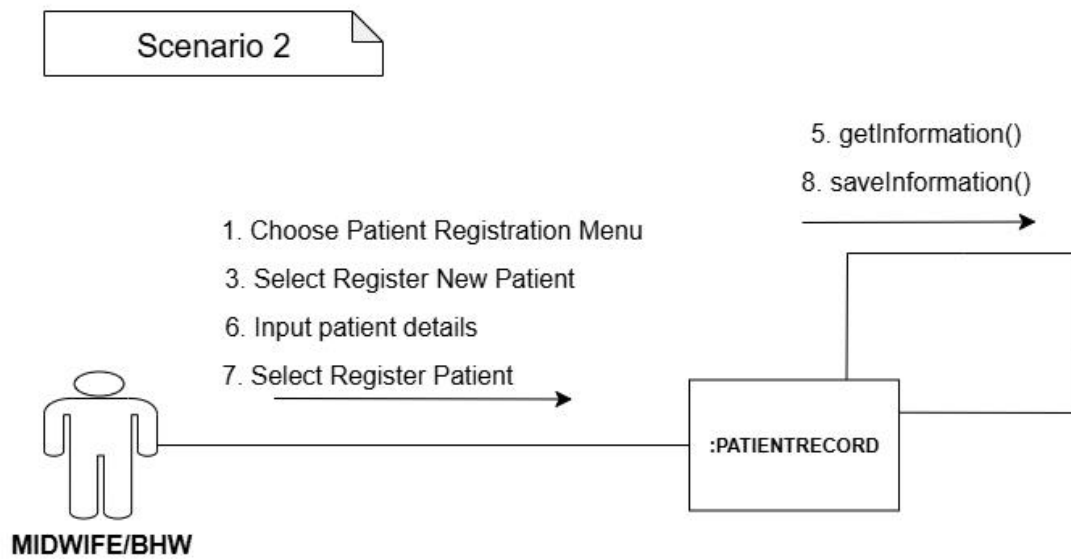 Scenario 2
5. getInformation()
8. saveInformation()
1. Choose Patient Registration Menu
3. Select Register New Patient
6. Input patient details
7. Select Register Patient
:PATIENTRECORD
MIDWIFE/BHW